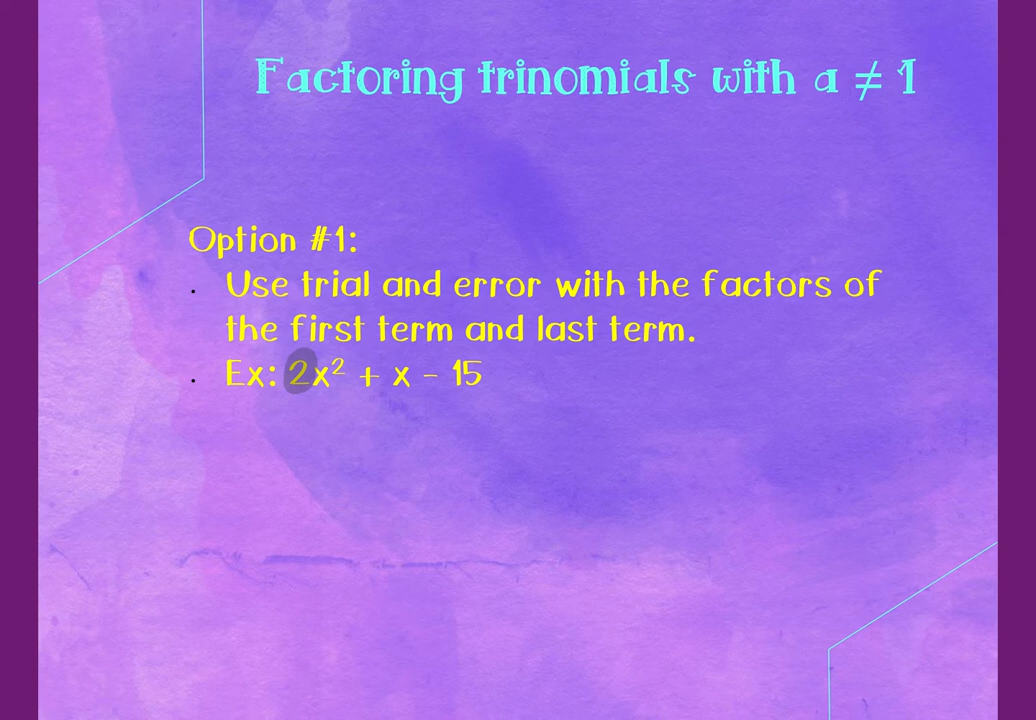 Factoring trinomials with a ≠ 1
Option #1:
· Use trial and error with the factors of
the first term and last term.
· Ex: 2x² + x - 15